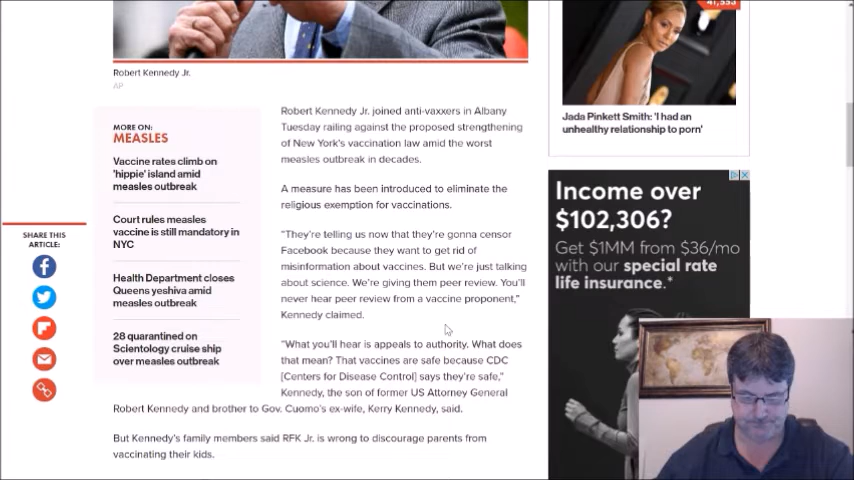 41,553
Robert Kennedy Jr.
AP
MORE ON:
MEASLES
Vaccine rates climb on
'hippie' island amid
measles outbreak
Court rules measles
vaccine is still mandatory in
NYC
Health Department closes
Queens yeshiva amid
measles outbreak
28 quarantined on
Scientology cruise ship
over measles outbreak
SHARE THIS
ARTICLE:
Robert Kennedy Jr. joined anti-vaxxers in Albany
Tuesday railing against the proposed strengthening
of New York's vaccination law amid the worst
measles outbreak in decades.
A measure has been introduced to eliminate the
religious exemption for vaccinations.
"They're telling us now that they're gonna censor
Facebook because they want to get rid of
misinformation about vaccines. But we're just talking
about science. We're giving them peer review. You'll
never hear peer review from a vaccine proponent,"
Kennedy claimed.
"What you'll hear is appeals to authority. What does
that mean? That vaccines are safe because CDC
[Centers for Disease Control] says they're safe,"
Kennedy, the son of former US Attorney General
Robert Kennedy and brother to Gov. Cuomo's ex-wife, Kerry Kennedy, said.
But Kennedy's family members said RFK Jr. is wrong to discourage parents from
vaccinating their kids.
Jada Pinkett Smith: 'I had an
unhealthy relationship to porn'
Income over
$102,306?
Get $1MM from $36/mo
with our special rate
life insurance.*